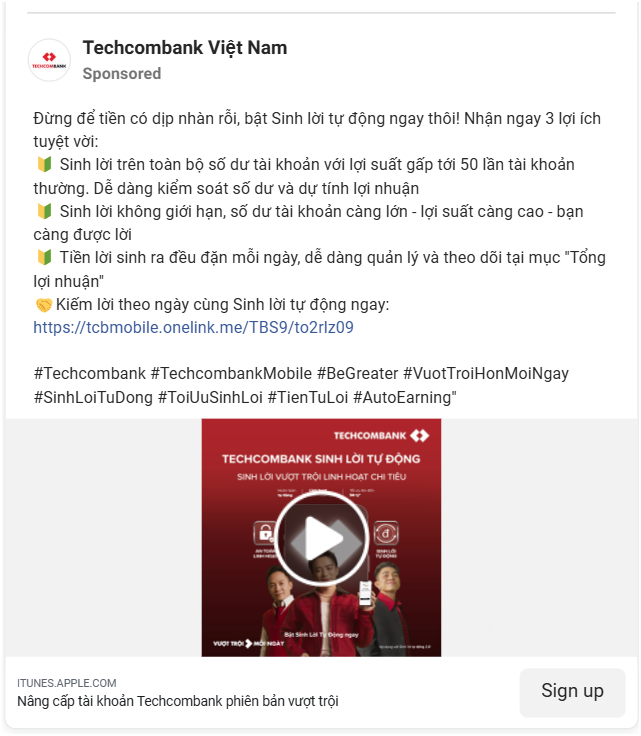 Techcombank Việt Nam
Sponsored
Đừng để tiền có dịp nhàn rỗi, bật Sinh lời tự động ngay thôi! Nhận ngay 3 lợi ích
tuyệt vời:
🔰 Sinh lời trên toàn bộ số dư tài khoản với lợi suất gấp tới 50 lần tài khoản
thường. Dễ dàng kiểm soát số dư và dự tính lợi nhuận
🔰 Sinh lời không giới hạn, số dư tài khoản càng lớn - lợi suất càng cao - bạn
càng được lời
🔰 Tiền lời sinh ra đều đặn mỗi ngày, dễ dàng quản lý và theo dõi tại mục "Tổng
lợi nhuận"
🤝 Kiếm lời theo ngày cùng Sinh lời tự động ngay:
https://tcbmobile.onelink.me/TBS9/to2rlz09
#Techcombank #TechcombankMobile #BeGreater #VuotTroiHonMoiNgay
#SinhLoiTuDong #ToiUuSinhLoi #TienTuLoi #AutoEarning"
TECHCOMBANK
TECHCOMBANK SINH LỜI TỰ ĐỘNG
SINH LỜI VƯỢT TRỘI LINH HOẠT CHI TIÊU
AN TOÀN
LINH HOẠT
SINH LỜI
TỰ ĐỘNG
Bật Sinh Lời Tự Động ngay
VƯỢT TRỘI MỖI NGÀY
ITUNES.APPLE.COM
Nâng cấp tài khoản Techcombank phiên bản vượt trội
Sign up